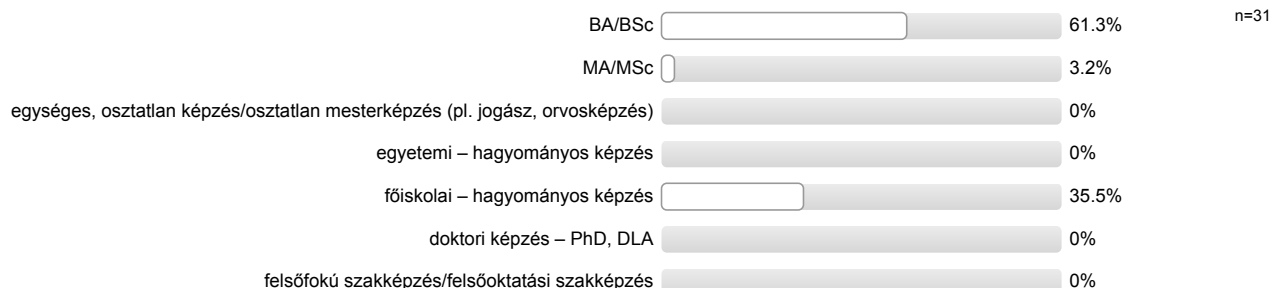 BA/BSc 61.3% n=31
MA/MSc 3.2%
egységes, osztatlan képzés/osztatlan mesterképzés (pl. jogász, orvosképzés) 0%
egyetemi – hagyományos képzés 0%
főiskolai – hagyományos képzés 35.5%
doktori képzés – PhD, DLA 0%
felsőfokú szakképzés/felsőoktatási szakképzés 0%